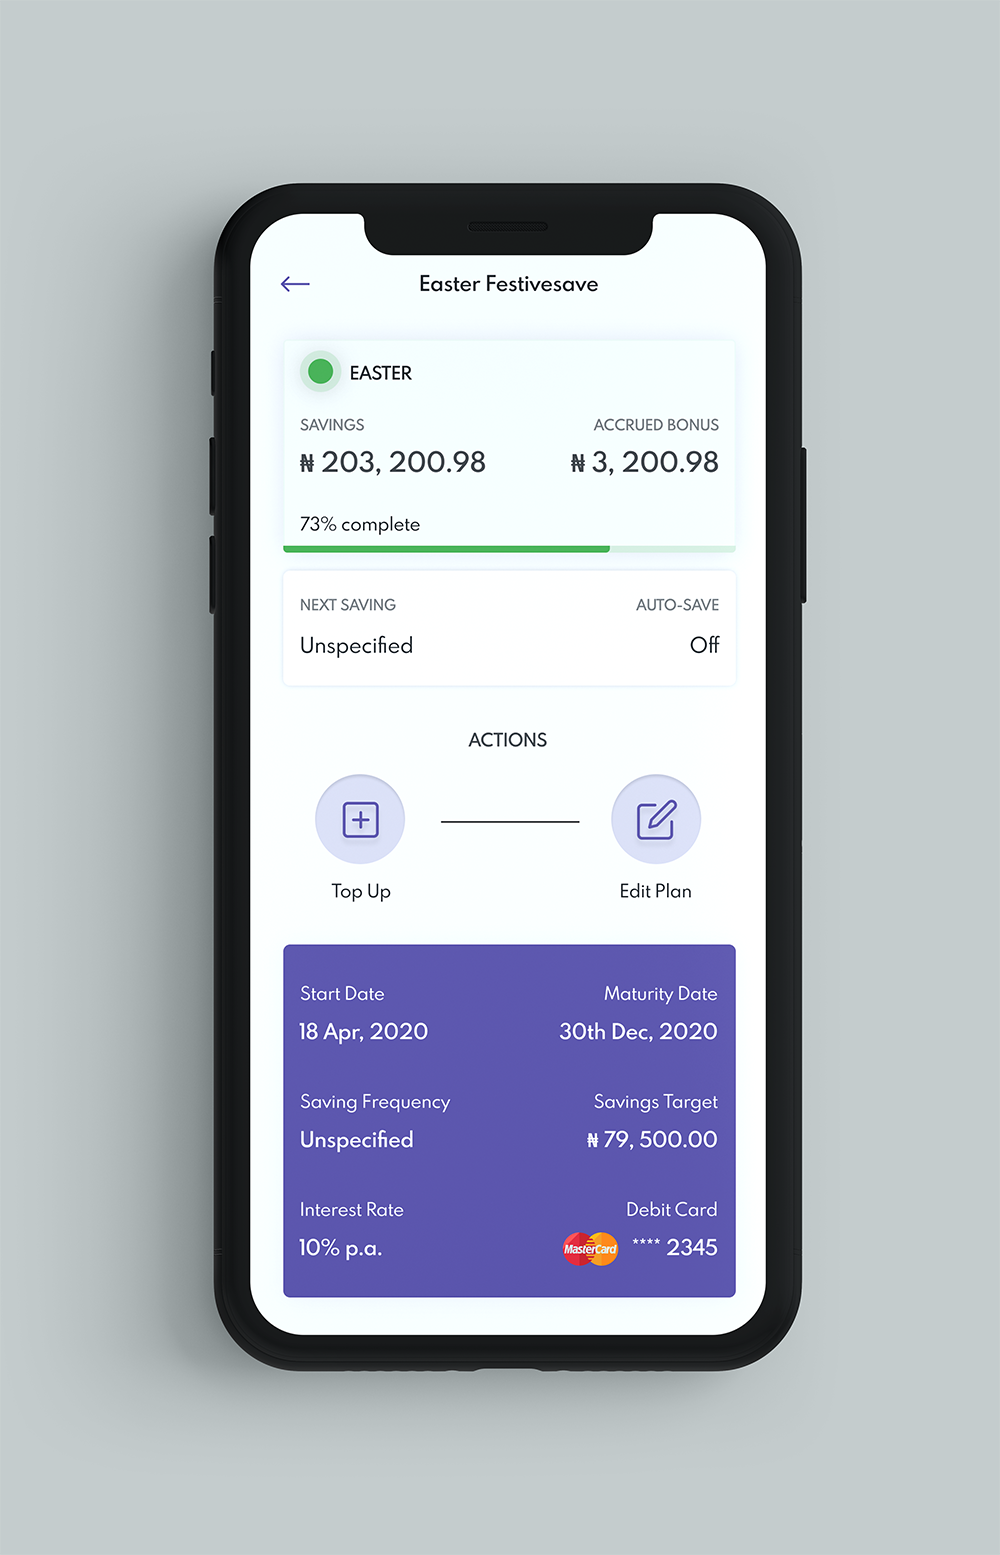 Easter Festivesave
EASTER
SAVINGS ACCRUED BONUS
₦ 203, 200.98 ₦ 3, 200.98
73% complete
NEXT SAVING AUTO-SAVE
Unspecified Off
ACTIONS
Top Up Edit Plan
Start Date Maturity Date
18 Apr, 2020 30th Dec, 2020
Saving Frequency Savings Target
Unspecified ₦ 79, 500.00
Interest Rate Debit Card
10% p.a. MasterCard **** 2345